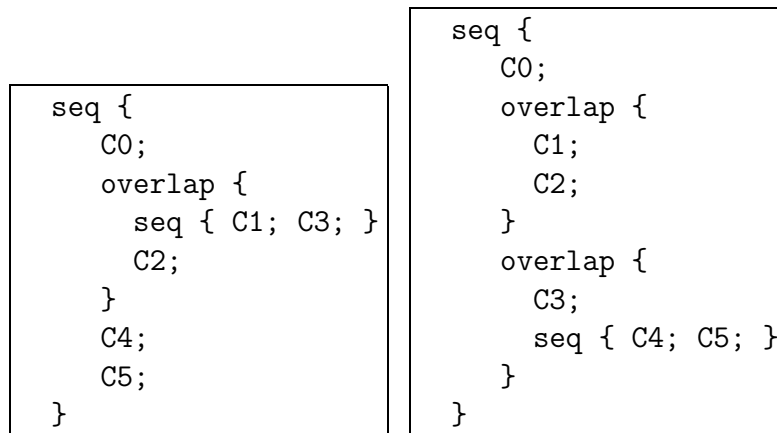 seq {
C0;
overlap {
seq { C1; C3; }
C2;
}
C4;
C5;
}
seq {
C0;
overlap {
C1;
C2;
}
overlap {
C3;
seq { C4; C5; }
}
}